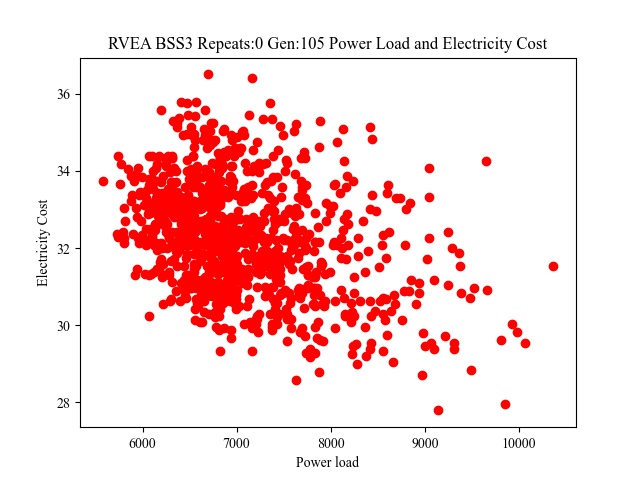 RVEA BSS3 Repeats:0 Gen:105 Power Load and Electricity Cost
36
34
32
30
28
Electricity Cost
6000 7000 8000 9000 10000
Power load